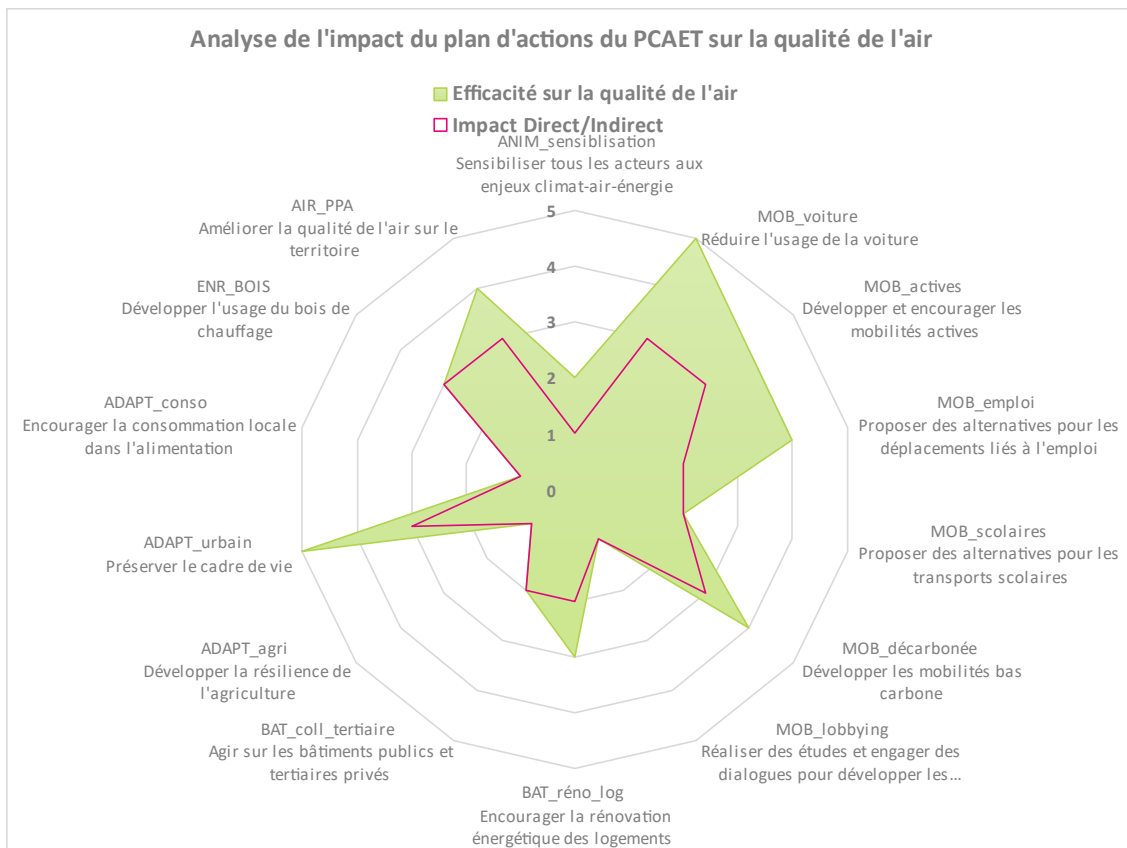 Analyse de l'impact du plan d'actions du PCAET sur la qualité de l'air
Efficacité sur la qualité de l'air
Impact Direct/Indirect
ANIM_sensiblisation
Sensibiliser tous les acteurs aux
enjeux climat-air-énergie
MOB_voiture
Réduire l'usage de la voiture
MOB_actives
Développer et encourager les
mobilités actives
MOB_emploi
Proposer des alternatives pour les
déplacements liés à l'emploi
MOB_scolaires
Proposer des alternatives pour les
transports scolaires
MOB_décarbonée
Développer les mobilités bas
carbone
MOB_lobbying
Réaliser des études et engager des
dialogues pour développer les...
BAT_réno_log
Encourager la rénovation
énergétique des logements
BAT_coll_tertiaire
Agir sur les bâtiments publics et
tertiaires privés
ADAPT_agri
Développer la résilience de
l'agriculture
ADAPT_urbain
Préserver le cadre de vie
ADAPT_conso
Encourager la consommation locale
dans l'alimentation
ENR_BOIS
Développer l'usage du bois de
chauffage
AIR_PPA
Améliorer la qualité de l'air sur le
territoire
5
4
3
2
1
0